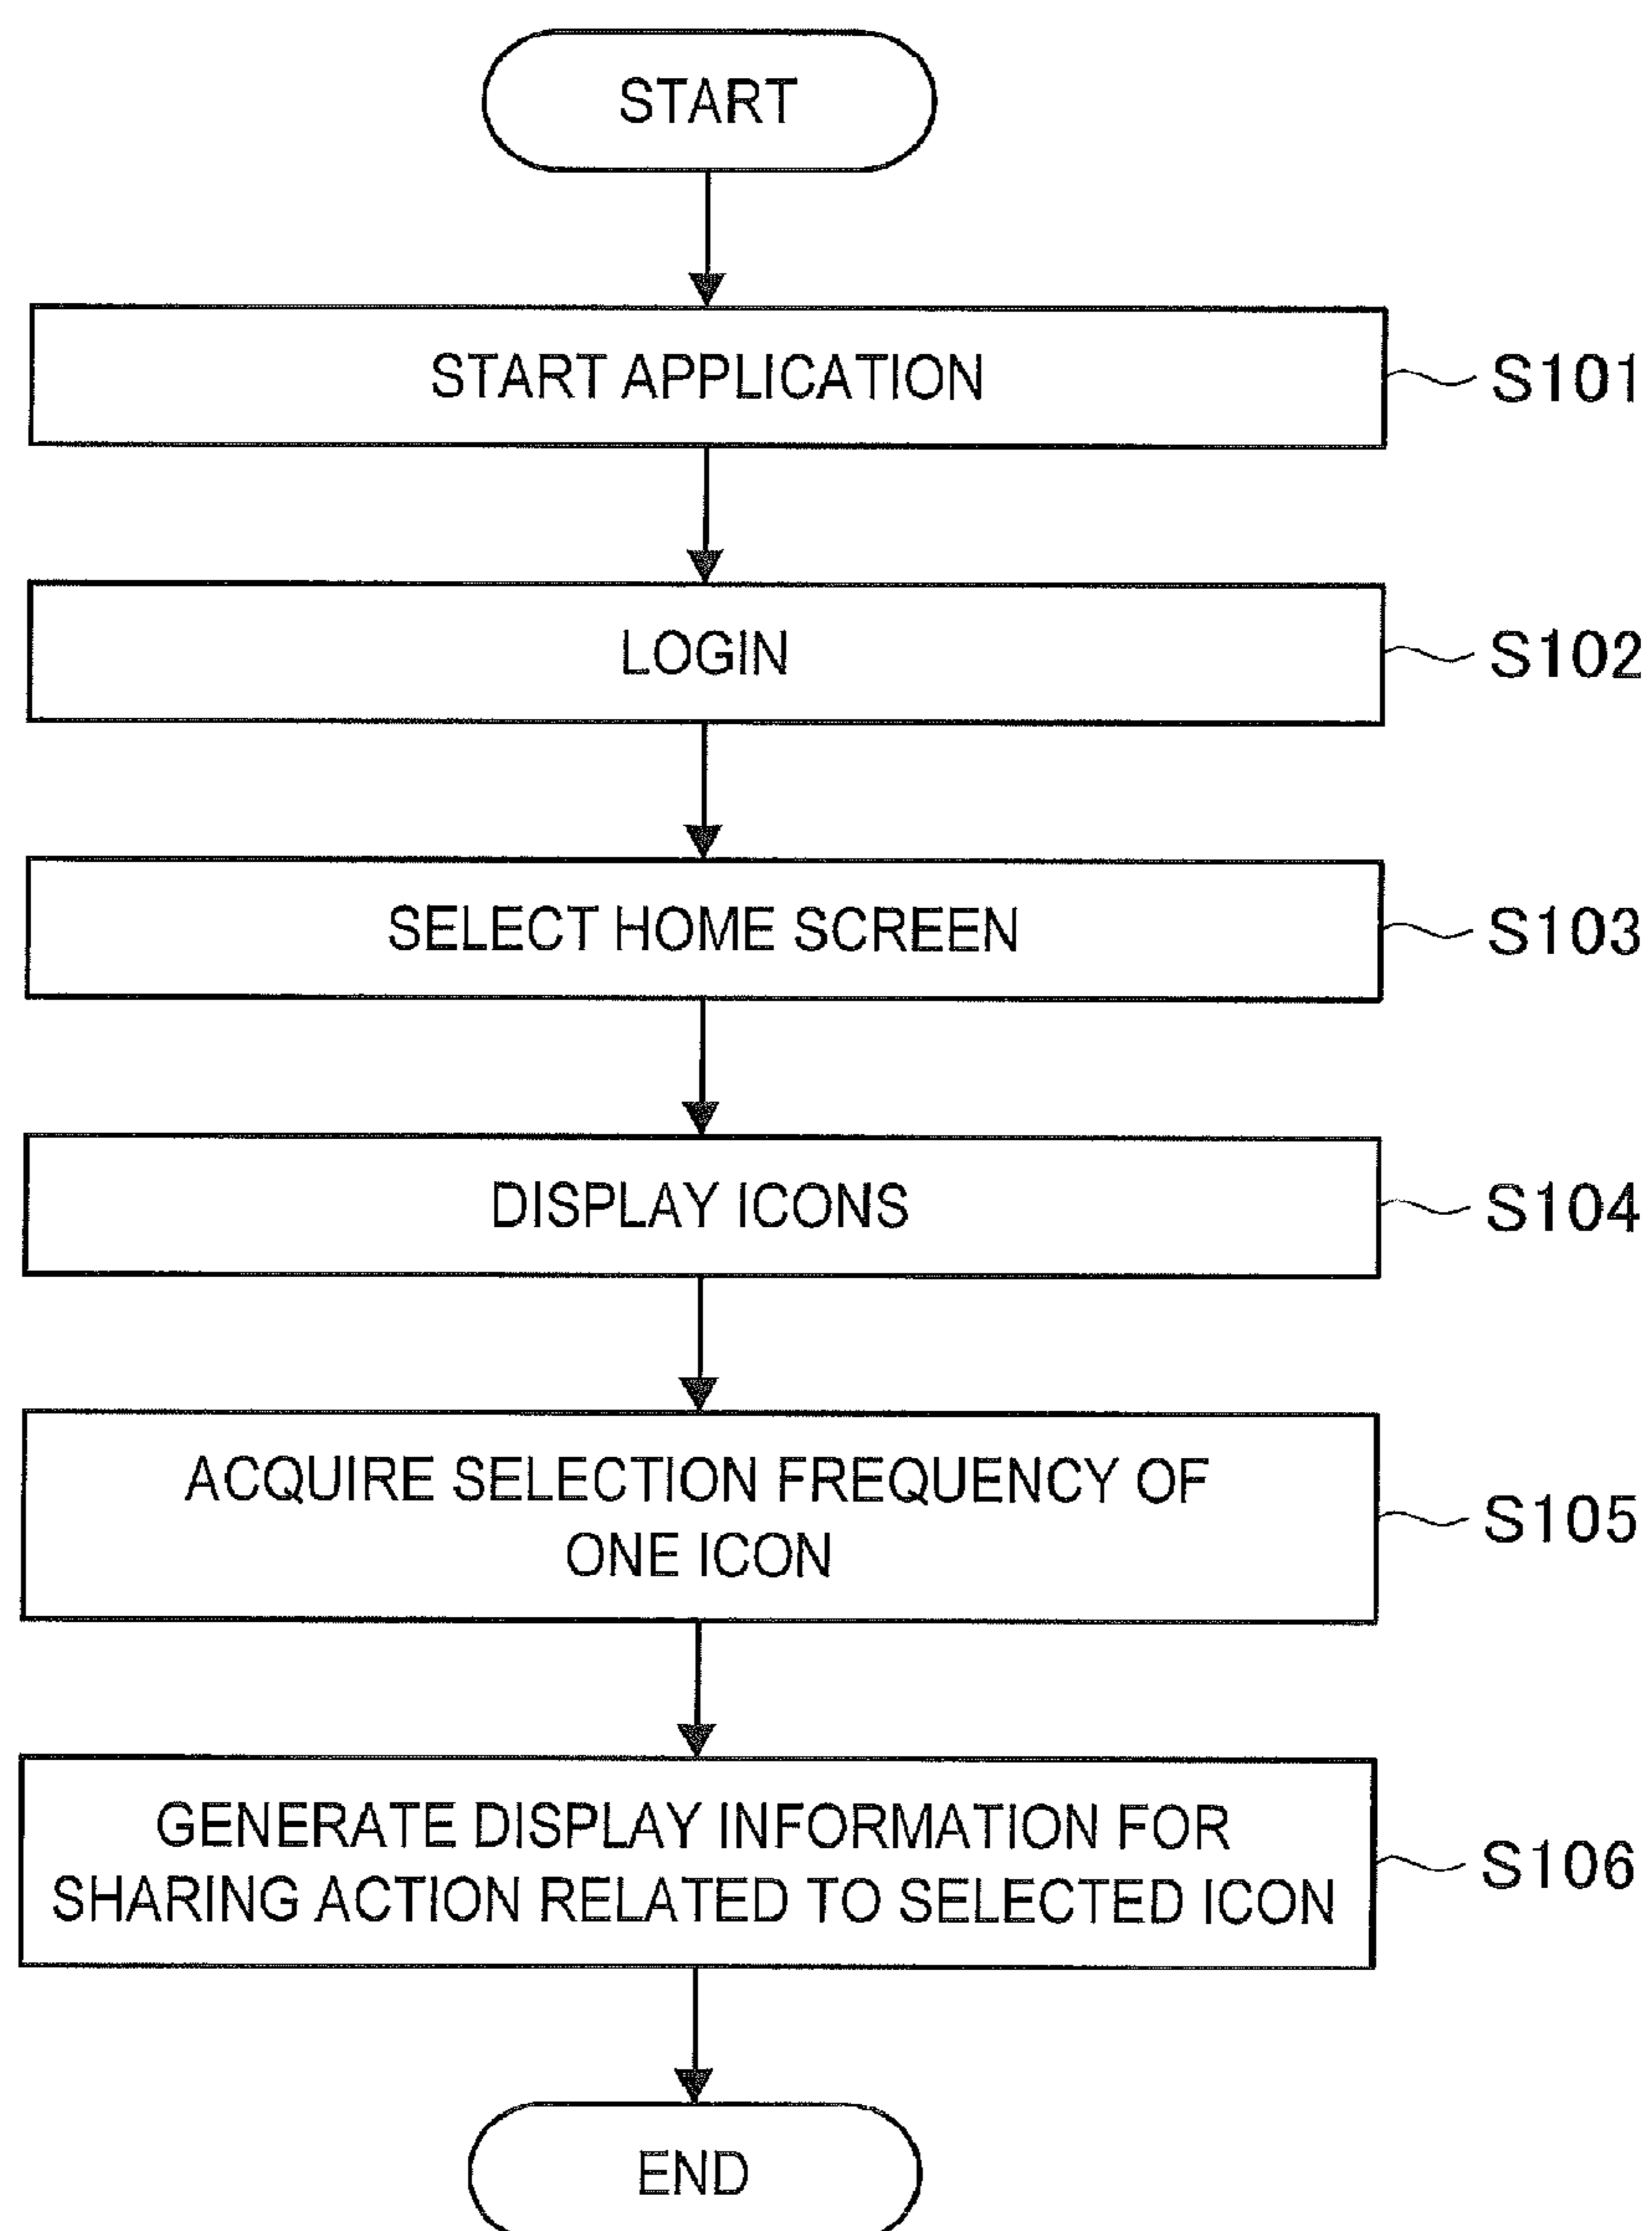 START
START APPLICATION
S101
LOGIN
S102
SELECT HOME SCREEN
S103
DISPLAY ICONS
S104
ACQUIRE SELECTION FREQUENCY OF
ONE ICON
S105
GENERATE DISPLAY INFORMATION FOR
SHARING ACTION RELATED TO SELECTED ICON
S106
END